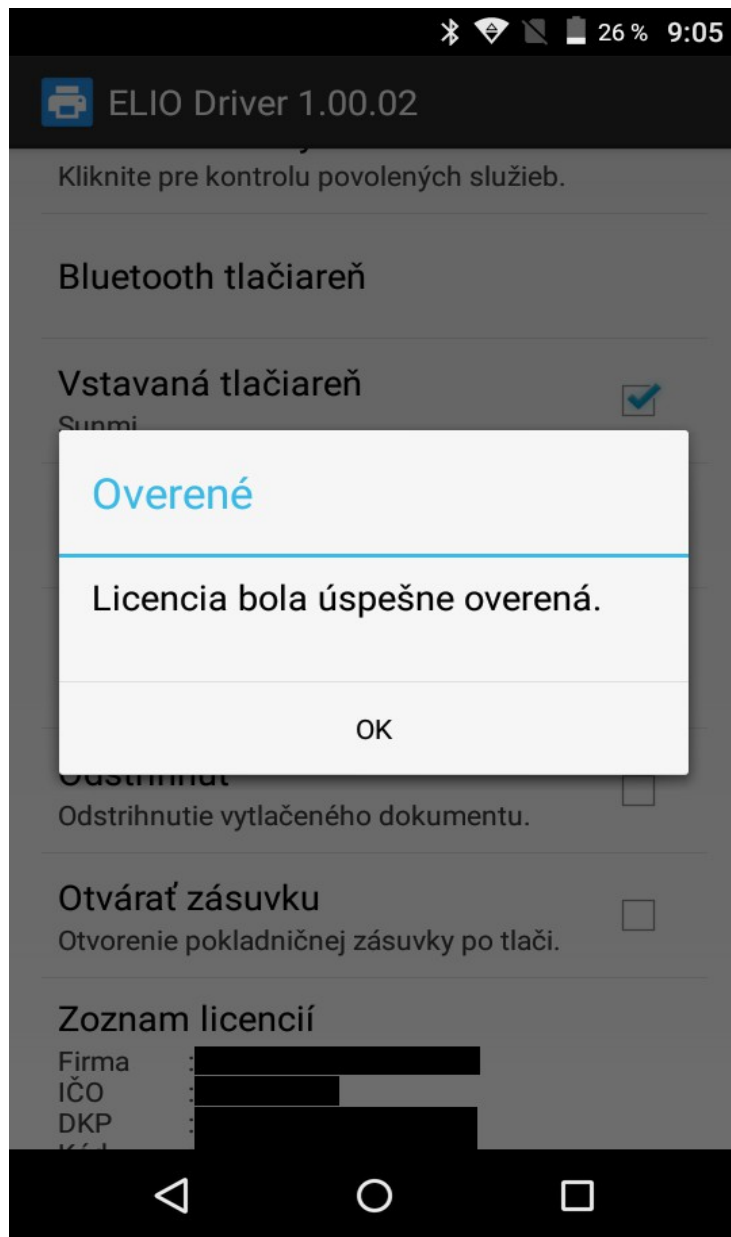 26 % 9:05
ELIO Driver 1.00.02
Kliknite pre kontrolu povolených služieb.
Bluetooth tlačiareň
Vstavaná tlačiareň
Sunmi
Overené
Licencia bola úspešne overená.
OK
Odstrihnutie vytlačeného dokumentu.
Otvárať zásuvku
Otvorenie pokladničnej zásuvky po tlači.
Zoznam licencií
Firma :
IČO :
DKP :